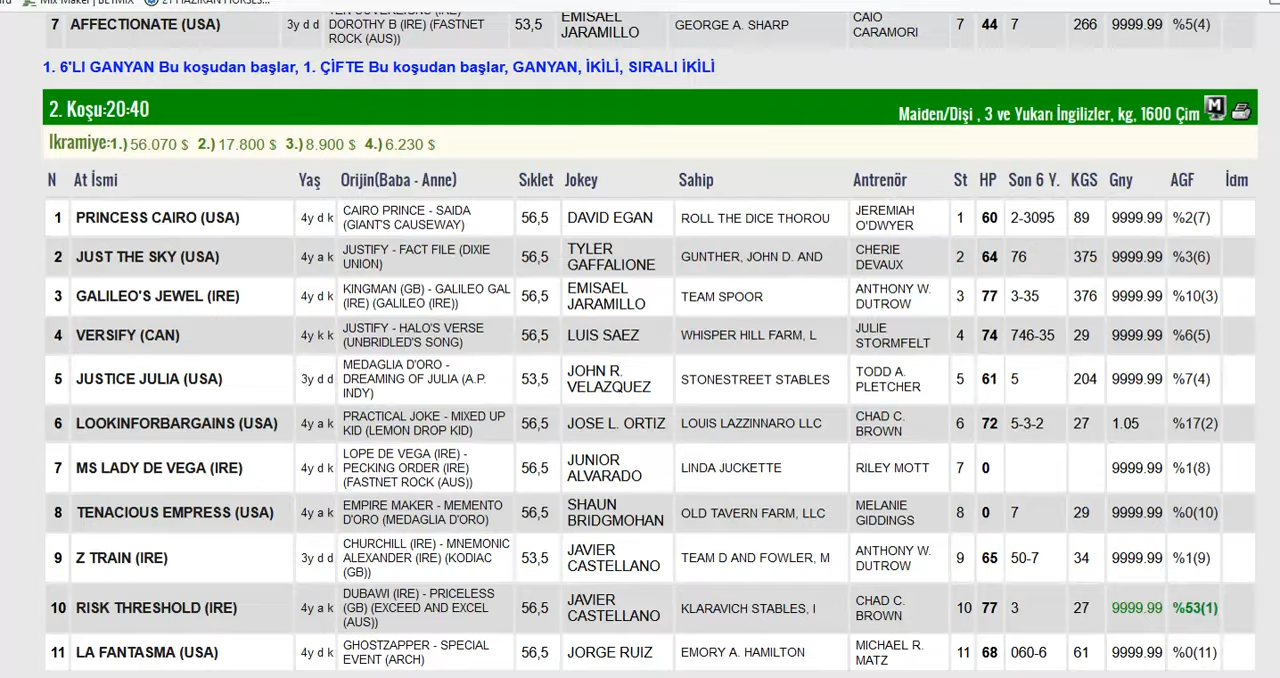 Mix Maker | BETMIX 21 HAZİRAN HORSES...
7 AFFECTIONATE (USA) 3y d d DOROTHY B (IRE) (FASTNET ROCK (AUS)) 53,5 EMISAEL JARAMILLO GEORGE A. SHARP CAIO CARAMORI 7 44 7 266 9999.99 %5(4)
1. 6'LI GANYAN Bu koşudan başlar, 1. ÇİFTE Bu koşudan başlar, GANYAN, İKİLİ, SIRALI İKİLİ
2. Koşu:20:40
Maiden/Dişi , 3 ve Yukarı İngilizler, kg, 1600 Çim
İkramiye:1.) 56.070 $ 2.) 17.800 $ 3.) 8.900 $ 4.) 6.230 $
N At İsmi Yaş Orijin(Baba - Anne) Sıklet Jokey Sahip Antrenör St HP Son 6 Y. KGS Gny AGF İdm
1 PRINCESS CAIRO (USA) 4y d k CAIRO PRINCE - SAIDA (GIANT'S CAUSEWAY) 56,5 DAVID EGAN ROLL THE DICE THOROU JEREMIAH O'DWYER 1 60 2-3095 89 9999.99 %2(7)
2 JUST THE SKY (USA) 4y a k JUSTIFY - FACT FILE (DIXIE UNION) 56,5 TYLER GAFFALIONE GUNTHER, JOHN D. AND CHERIE DEVAUX 2 64 76 375 9999.99 %3(6)
3 GALILEO'S JEWEL (IRE) 4y d k KINGMAN (GB) - GALILEO GAL (IRE) (GALILEO (IRE)) 56,5 EMISAEL JARAMILLO TEAM SPOOR ANTHONY W. DUTROW 3 77 3-35 376 9999.99 %10(3)
4 VERSIFY (CAN) 4y k k JUSTIFY - HALO'S VERSE (UNBRIDLED'S SONG) 56,5 LUIS SAEZ WHISPER HILL FARM, L JULIE STORMFELT 4 74 746-35 29 9999.99 %6(5)
5 JUSTICE JULIA (USA) 3y d d MEDAGLIA D'ORO - DREAMING OF JULIA (A.P. INDY) 53,5 JOHN R. VELAZQUEZ STONESTREET STABLES TODD A. PLETCHER 5 61 5 204 9999.99 %7(4)
6 LOOKINFORBARGAINS (USA) 4y a k PRACTICAL JOKE - MIXED UP KID (LEMON DROP KID) 56,5 JOSE L. ORTIZ LOUIS LAZZINNARO LLC CHAD C. BROWN 6 72 5-3-2 27 1.05 %17(2)
7 MS LADY DE VEGA (IRE) 4y d k LOPE DE VEGA (IRE) - PECKING ORDER (IRE) (FASTNET ROCK (AUS)) 56,5 JUNIOR ALVARADO LINDA JUCKETTE RILEY MOTT 7 0 9999.99 %1(8)
8 TENACIOUS EMPRESS (USA) 4y a k EMPIRE MAKER - MEMENTO D'ORO (MEDAGLIA D'ORO) 56,5 SHAUN BRIDGMOHAN OLD TAVERN FARM, LLC MELANIE GIDDINGS 8 0 7 29 9999.99 %0(10)
9 Z TRAIN (IRE) 3y d d CHURCHILL (IRE) - MNEMONIC ALEXANDER (IRE) (KODIAC (GB)) 53,5 JAVIER CASTELLANO TEAM D AND FOWLER, M ANTHONY W. DUTROW 9 65 50-7 34 9999.99 %1(9)
10 RISK THRESHOLD (IRE) 4y a k DUBAWI (IRE) - PRICELESS (GB) (EXCEED AND EXCEL (AUS)) 56,5 JAVIER CASTELLANO KLARAVICH STABLES, I CHAD C. BROWN 10 77 3 27 9999.99 %53(1)
11 LA FANTASMA (USA) 4y d k GHOSTZAPPER - SPECIAL EVENT (ARCH) 56,5 JORGE RUIZ EMORY A. HAMILTON MICHAEL R. MATZ 11 68 060-6 61 9999.99 %0(11)